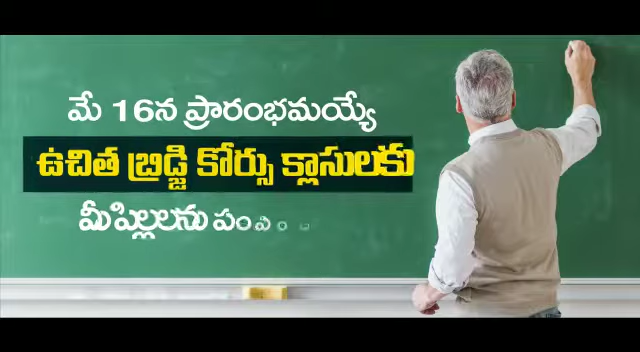 మే 16న ప్రారంభమయ్యే
ఉచిత బ్రిడ్జి కోర్సు క్లాసులకు
మీపిల్లలను